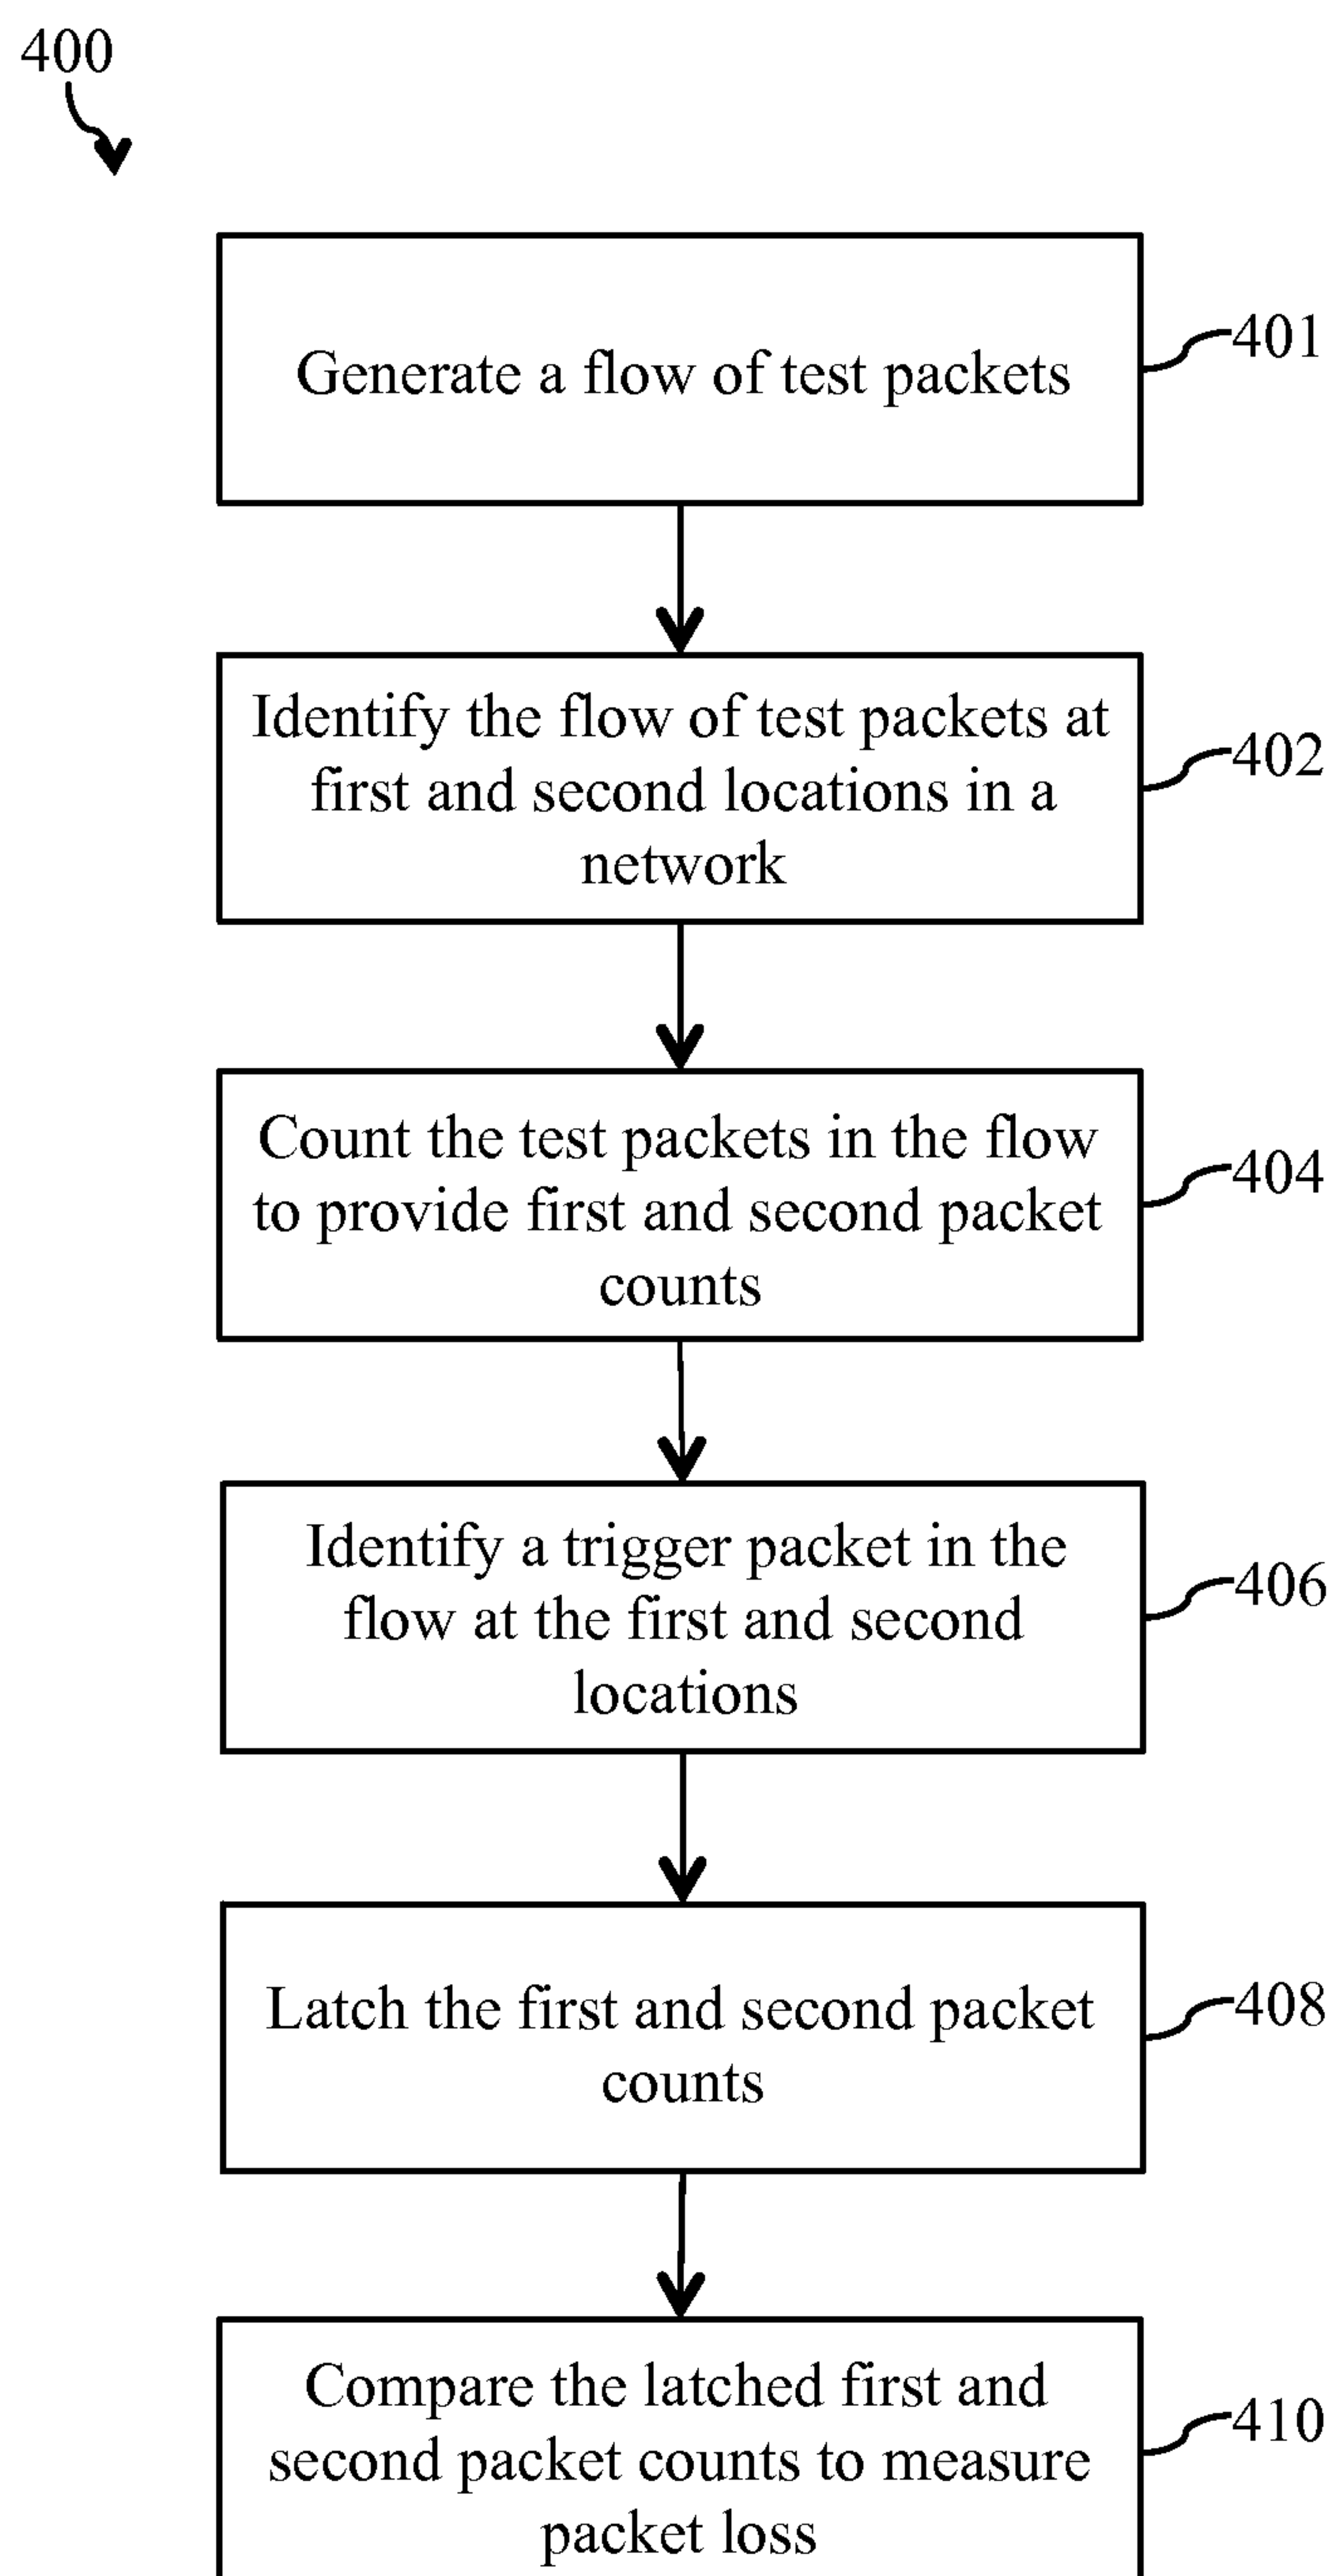 400
Generate a flow of test packets
401
Identify the flow of test packets at
first and second locations in a
network
402
Count the test packets in the flow
to provide first and second packet
counts
404
Identify a trigger packet in the
flow at the first and second
locations
406
Latch the first and second packet
counts
408
Compare the latched first and
second packet counts to measure
packet loss
410